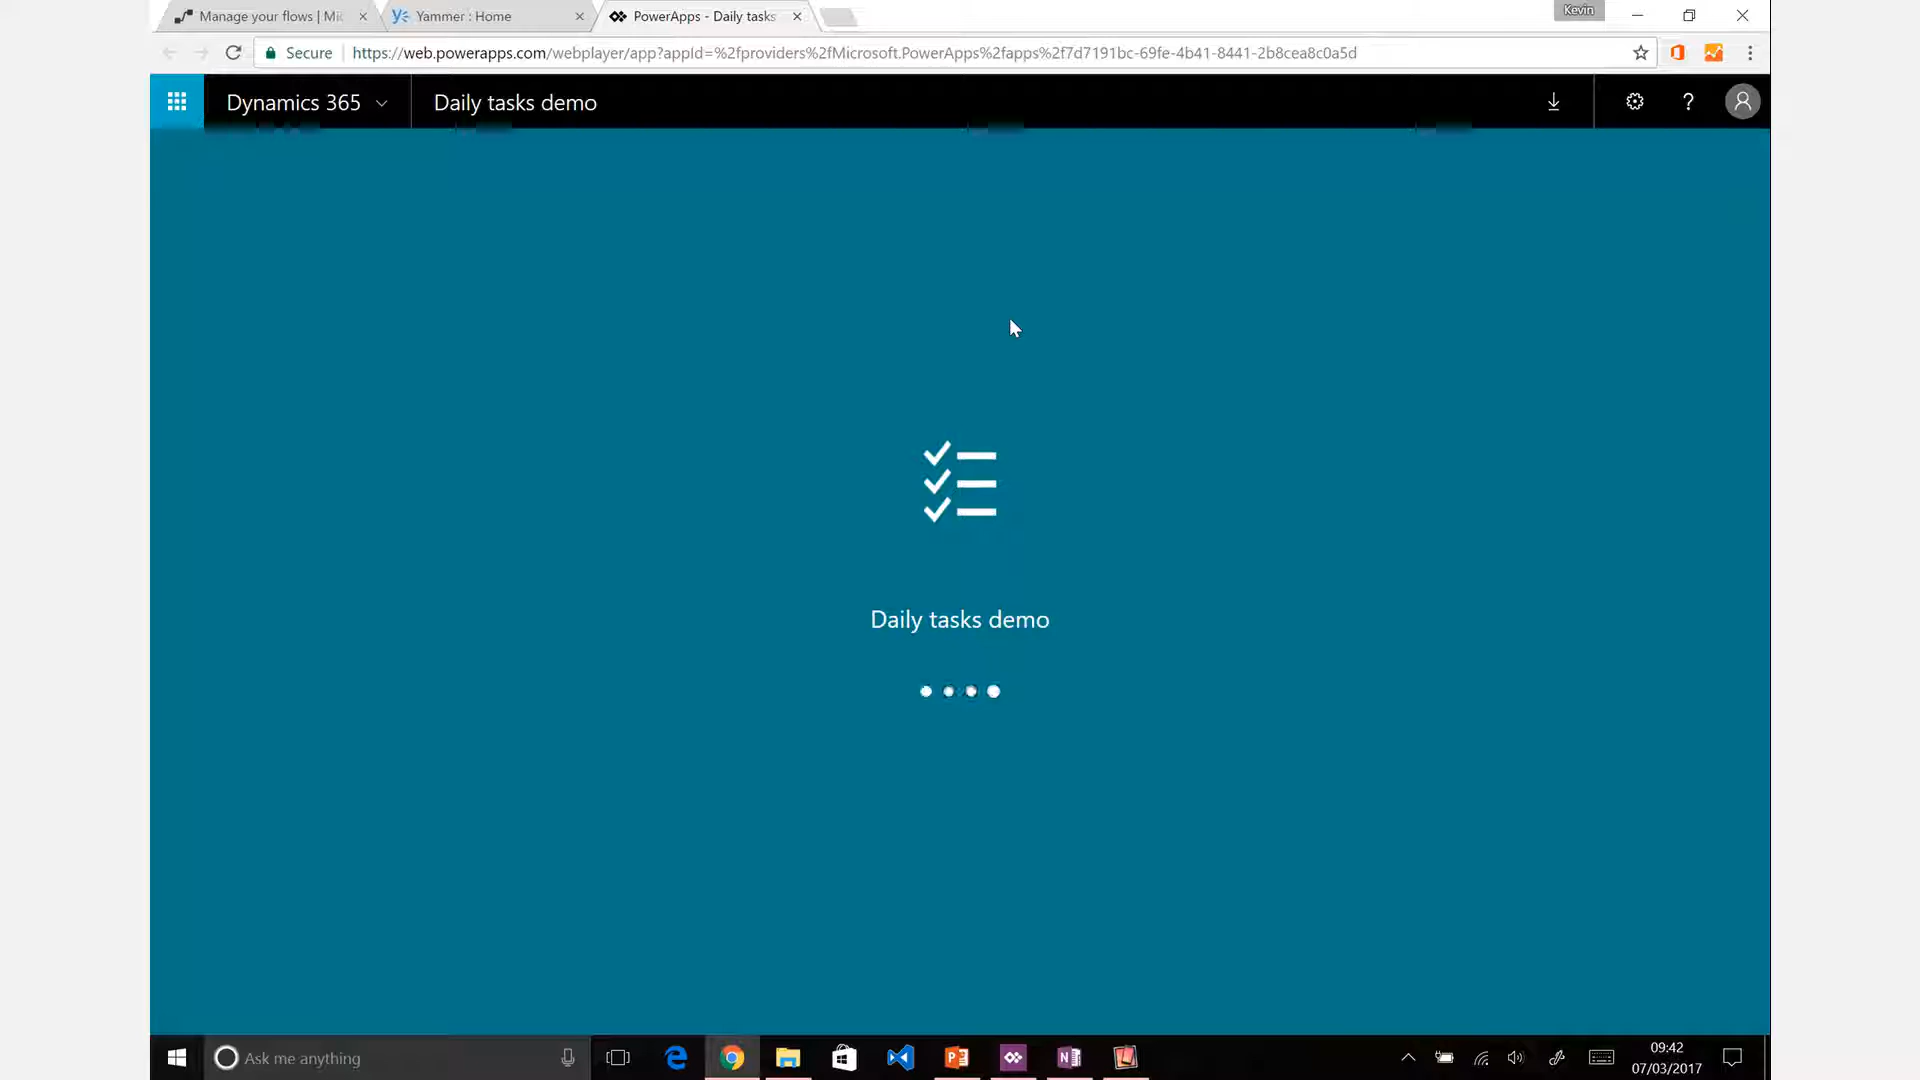 Manage your flows | Mic
Yammer : Home
PowerApps - Daily tasks
Kevin
Secure
https://web.powerapps.com/webplayer/app?appId=%2fproviders%2fMicrosoft.PowerApps%2fapps%2f7d7191bc-69fe-4b41-8441-2b8cea8c0a5d
Dynamics 365
Daily tasks demo
?
Daily tasks demo
Ask me anything
09:42
07/03/2017